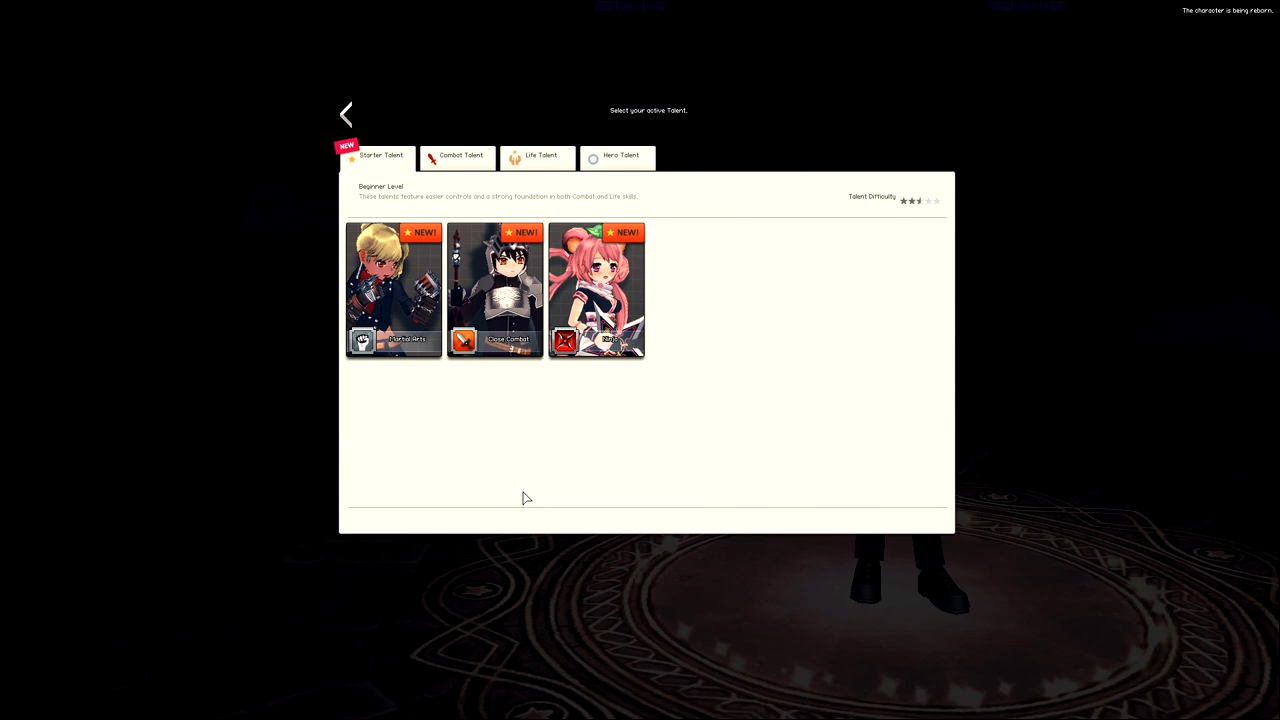 The character is being reborn.
Select your active Talent.
NEW
Starter Talent
Combat Talent
Life Talent
Hero Talent
Beginner Level
These talents feature easier controls and a strong foundation in both Combat and Life skills.
Talent Difficulty
NEW!
NEW!
NEW!
Martial Arts
Close Combat
Ninja